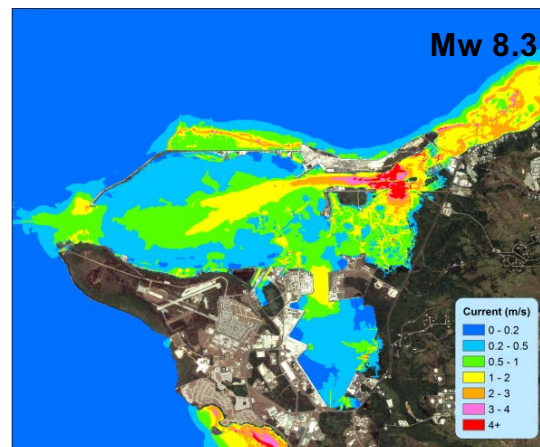 Mw 8.3
Current (m/s)
0 - 0.2
0.2 - 0.5
0.5 - 1
1 - 2
2 - 3
3 - 4
4+